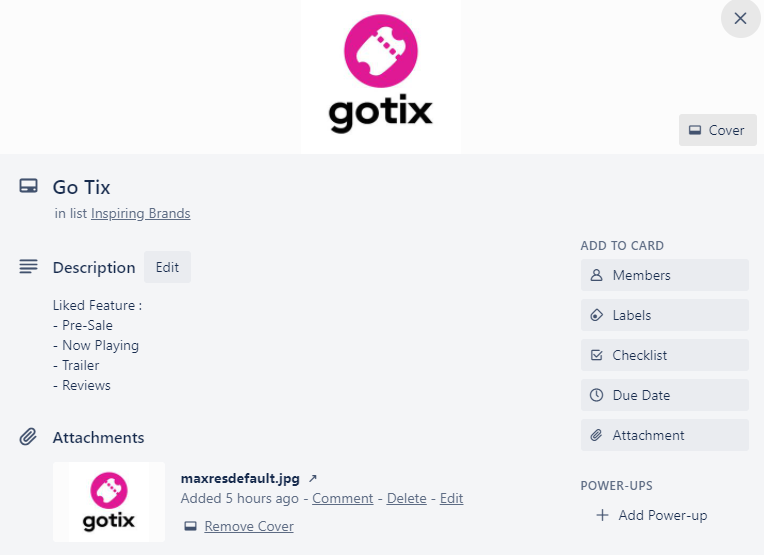 gotix
Cover
Go Tix
in list Inspiring Brands
Description Edit
Liked Feature :
- Pre-Sale
- Now Playing
- Trailer
- Reviews
Attachments
gotix
maxresdefault.jpg ↗
Added 5 hours ago - Comment - Delete - Edit
Remove Cover
ADD TO CARD
Members
Labels
Checklist
Due Date
Attachment
POWER-UPS
Add Power-up